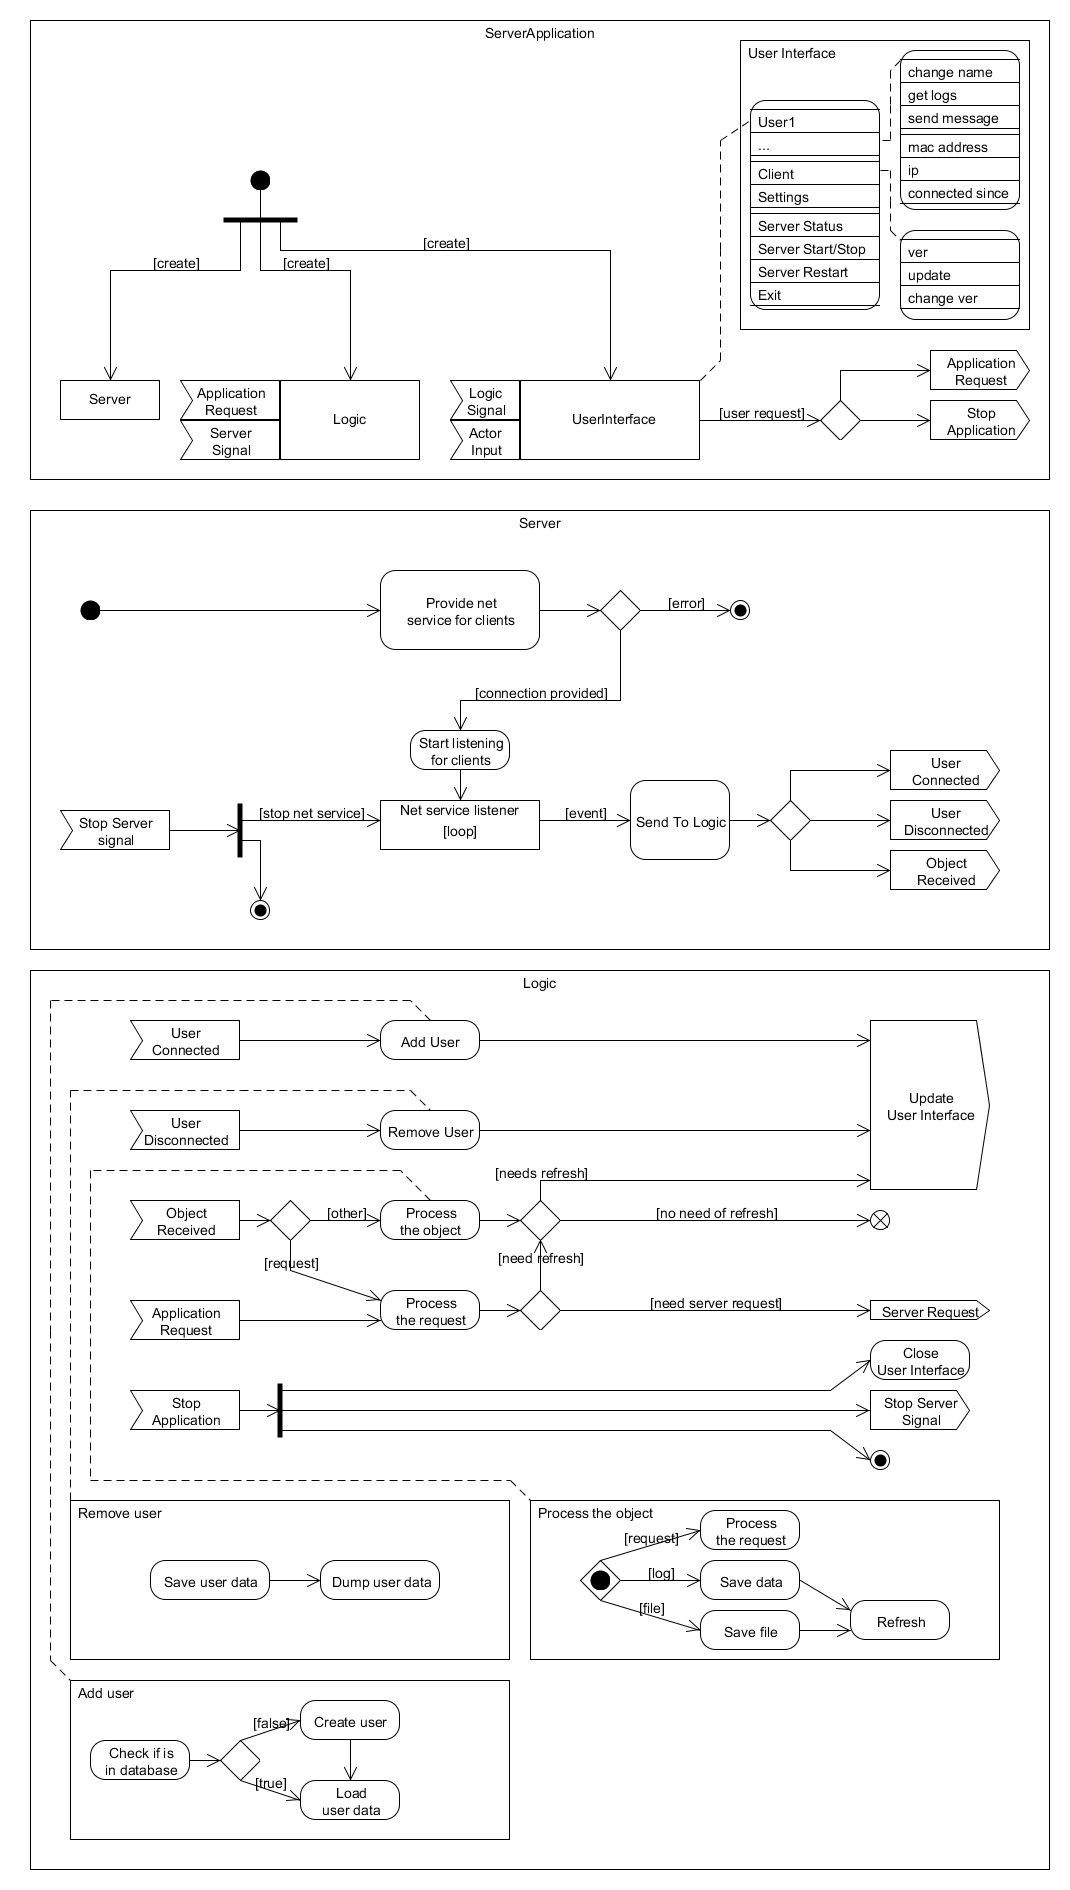 ServerApplication
User Interface
change name
get logs
send message
mac address
ip
connected since
User1
...
Client
Settings
Server Status
Server Start/Stop
Server Restart
Exit
ver
update
change ver
[create]
[create]
[create]
Server
Application
Request
Server
Signal
Logic
Logic
Signal
Actor
Input
UserInterface
[user request]
Application
Request
Stop
Application
Server
Provide net
service for clients
[error]
[connection provided]
Start listening
for clients
Stop Server
signal
[stop net service]
Net service listener
[loop]
[event]
Send To Logic
User
Connected
User
Disconnected
Object
Received
Logic
User
Connected
Add User
Update
User Interface
User
Disconnected
Remove User
[needs refresh]
Object
Received
[other]
Process
the object
[no need of refresh]
[request]
[need refresh]
Application
Request
Process
the request
[need server request]
Server Request
Close
User Interface
Stop
Application
Stop Server
Signal
Remove user
Save user data
Dump user data
Process the object
[request]
Process
the request
[log]
Save data
[file]
Save file
Refresh
Add user
Check if is
in database
[false]
Create user
[true]
Load
user data